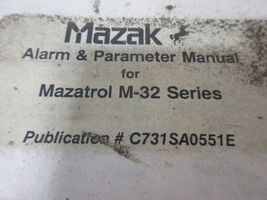 Mazak
Alarm & Parameter Manual
for
Mazatrol M-32 Series
Publication # C731SA0551E